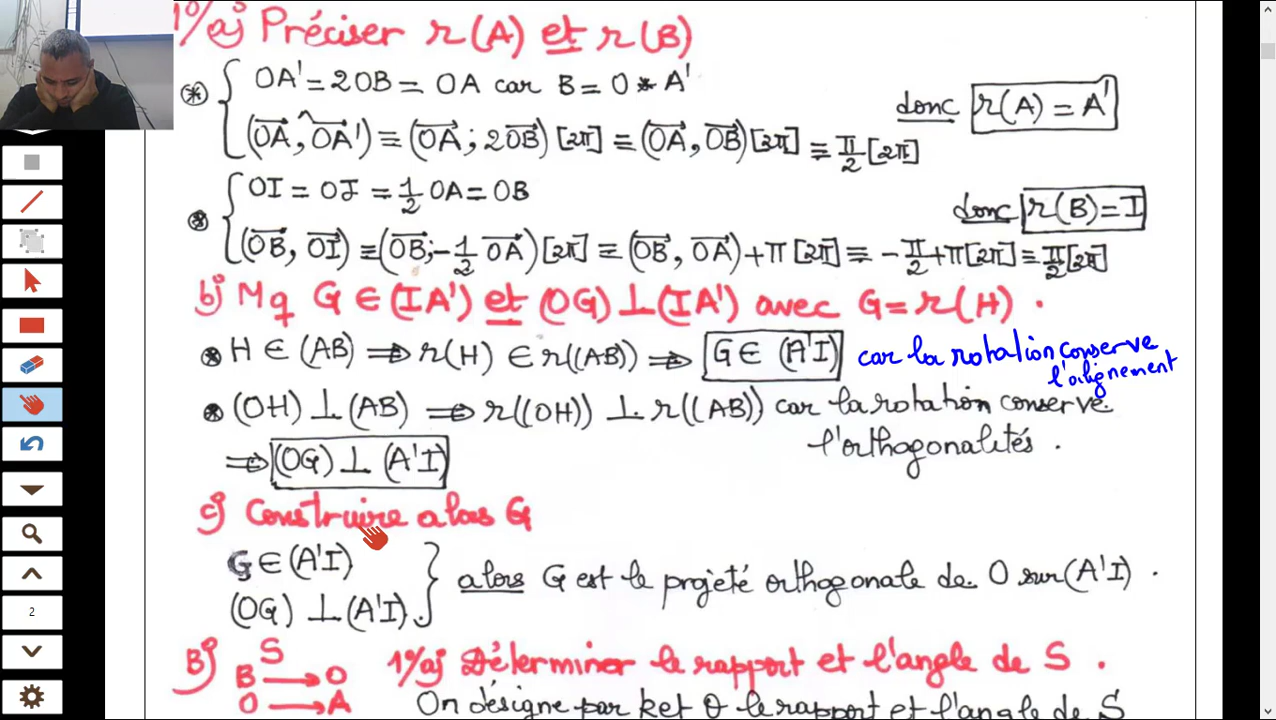 1°/a) Préciser r(A) et r(B)
* { OA' = 2OB = OA car B = O * A'
(OA, OA') ≡ (OA ; 2OB) [2π] ≡ (OA, OB) [2π] ≡ π/2 [2π]
donc r(A) = A'
* { OI = OJ = 1/2 OA = OB
(OB, OI) ≡ (OB ; -1/2 OA) [2π] ≡ (OB, OA) + π [2π] ≡ -π/2 + π [2π] ≡ π/2 [2π]
donc r(B) = I
b) Mq G ∈ (IA') et (OG) ⊥ (IA') avec G = r(H) .
* H ∈ (AB) ⟹ r(H) ∈ r((AB)) ⟹ G ∈ (A'I) car la rotation conserve
l'alignement
* (OH) ⊥ (AB) ⟹ r((OH)) ⊥ r((AB)) car la rotation conserve
l'orthogonalités .
⟹ (OG) ⊥ (A'I)
c) Construire alors G
G ∈ (A'I)
(OG) ⊥ (A'I) . } alors G est le projeté orthogonale de O sur (A'I) .
B) S
B ⟶ O
O ⟶ A
1°/a) Déterminer le rapport et l'angle de S .
On désigne par k et θ le rapport et l'angle de S
2